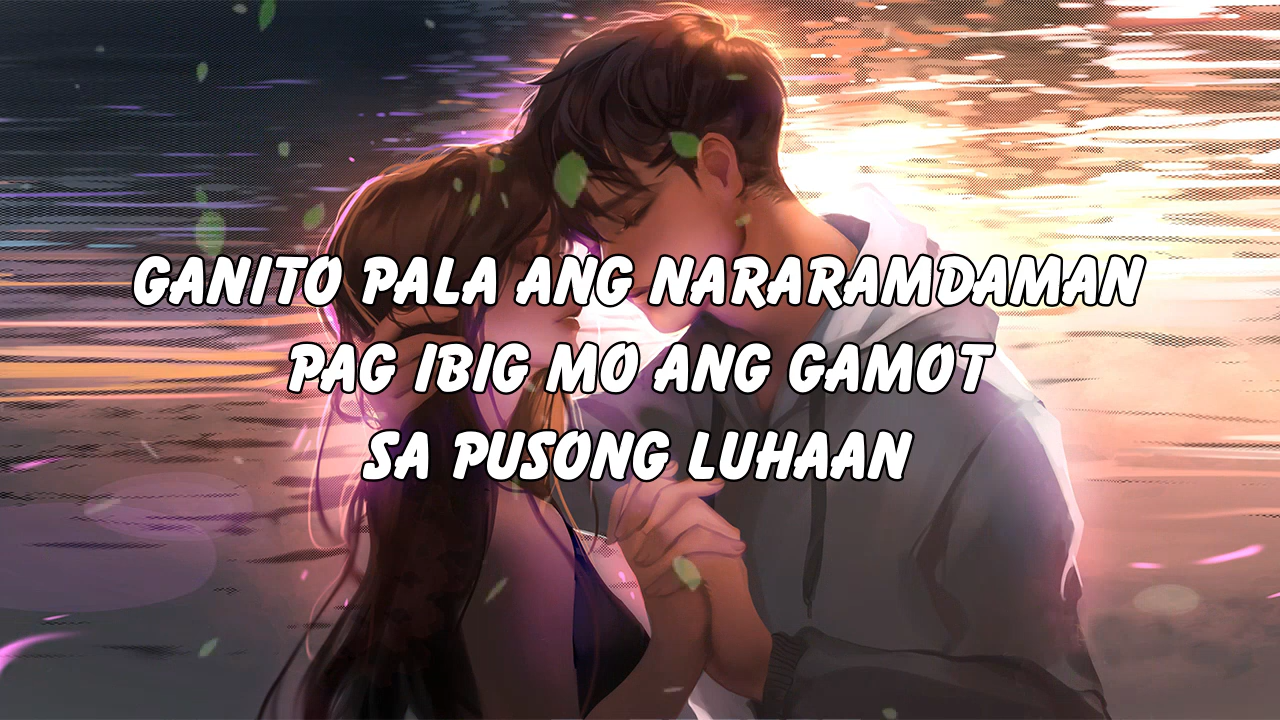 GANITO PALA ANG NARARAMDAMAN
PAG IBIG MO ANG GAMOT
SA PUSONG LUHAAN